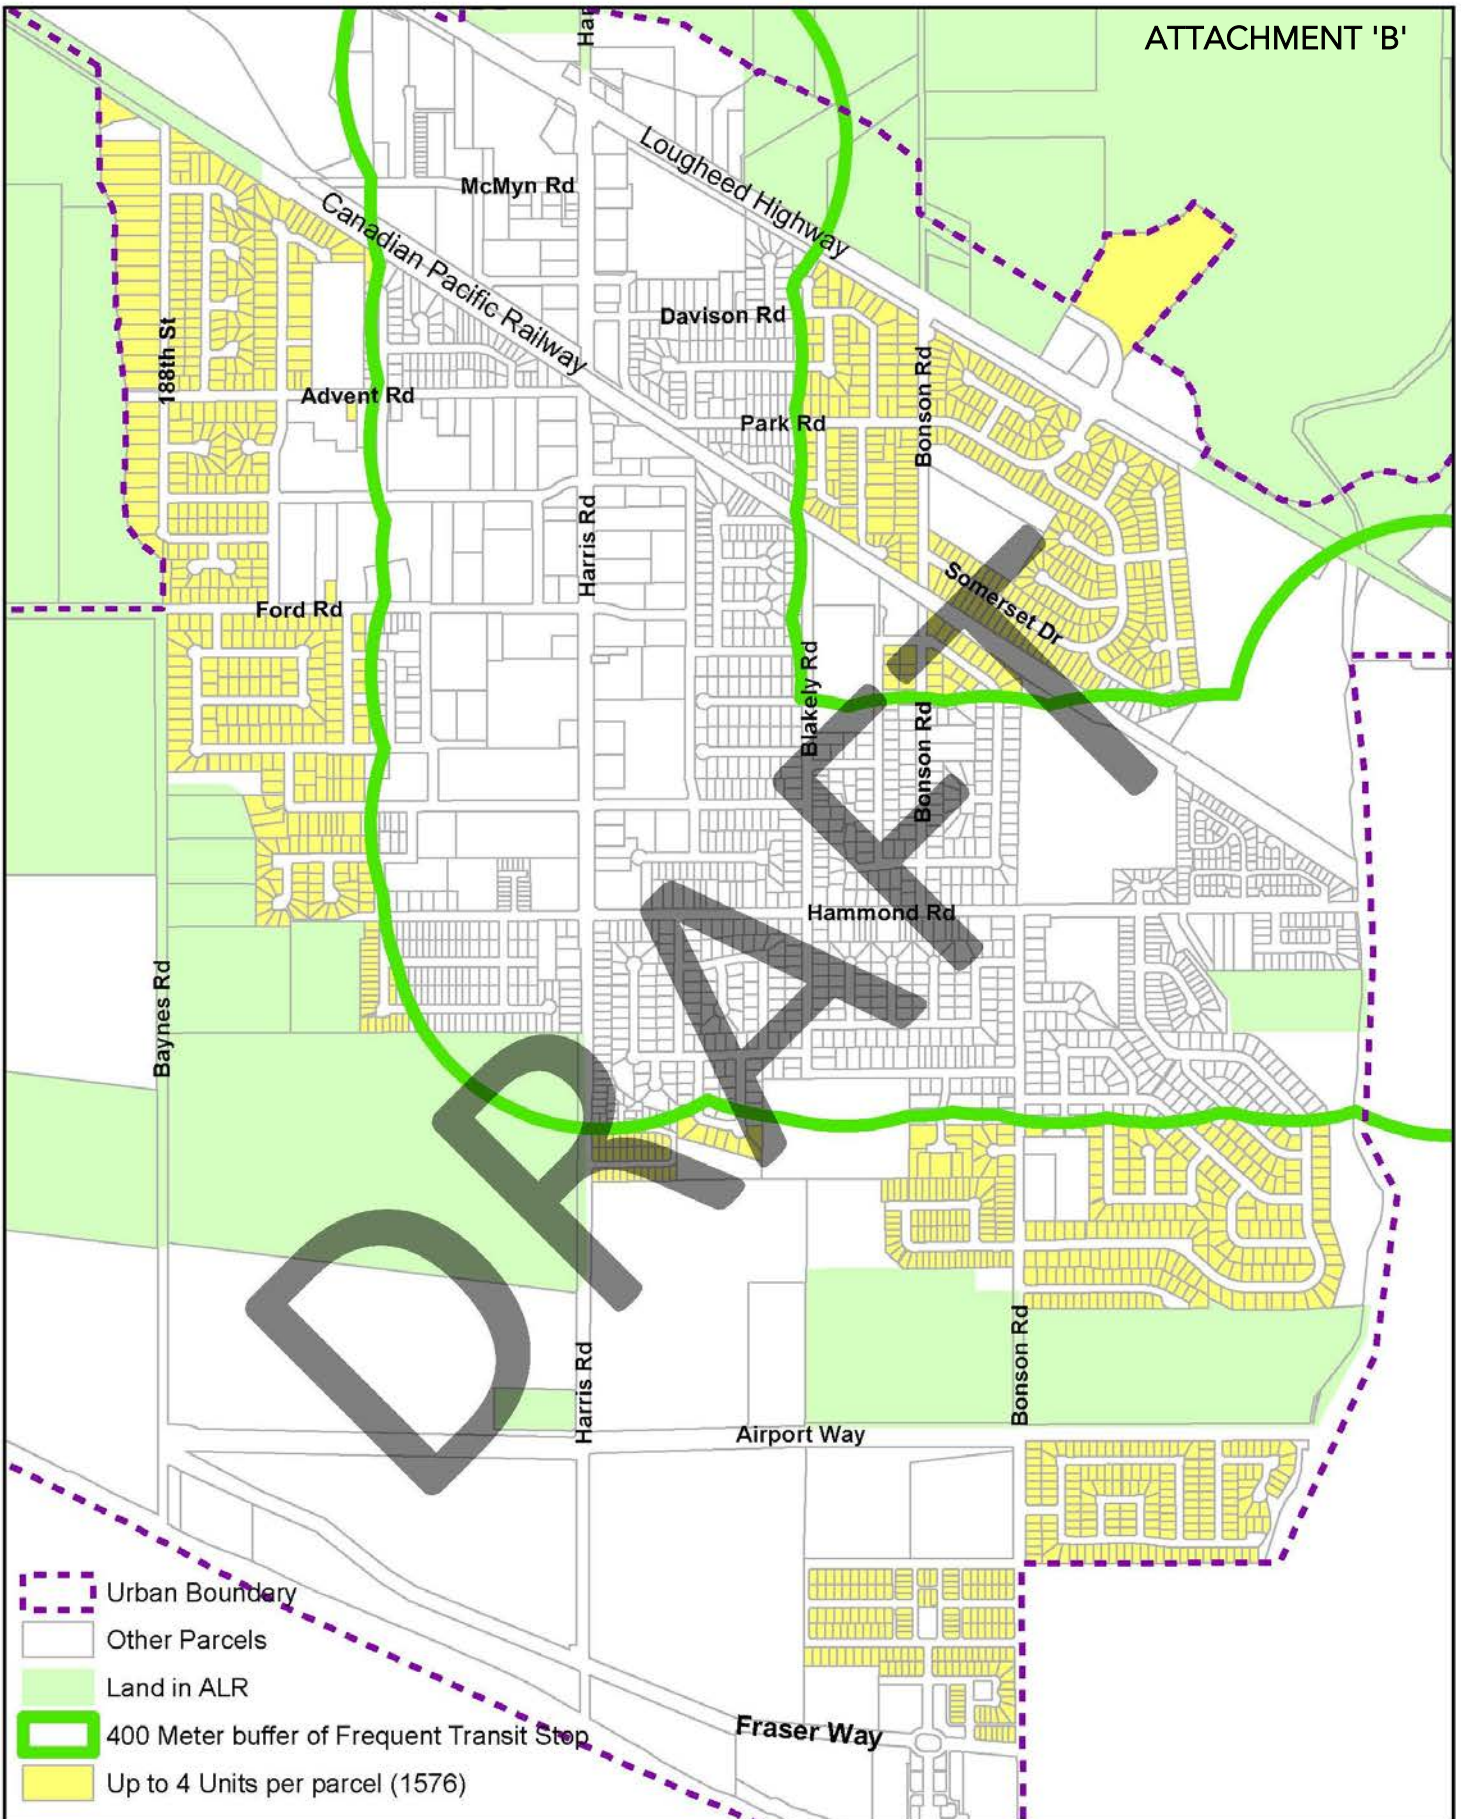 ATTACHMENT 'B'
Har
Lougheed Highway
McMyn Rd
Canadian Pacific Railway
Davison Rd
188th St
Bonson Rd
Advent Rd
Park Rd
Harris Rd
Somerset Dr
Ford Rd
Blakely Rd
Bonson Rd
Hammond Rd
Baynes Rd
DRAFT
Bonson Rd
Harris Rd
Airport Way
Fraser Way
Urban Boundary
Other Parcels
Land in ALR
400 Meter buffer of Frequent Transit Stop
Up to 4 Units per parcel (1576)